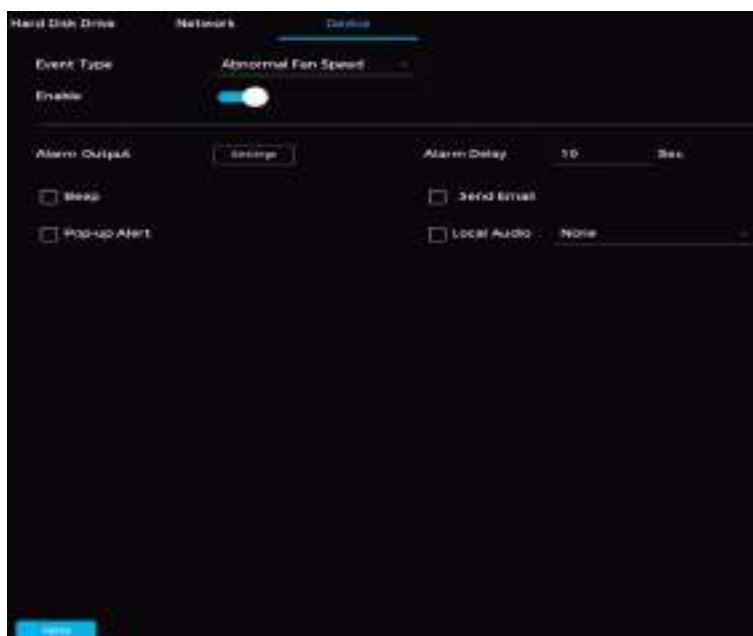 Hard Disk Drive Network Device
Event Type Abnormal Fan Speed
Enable
Alarm Output Settings Alarm Delay 10 Sec
Beep Send Email
Pop-up Alert Local Audio None